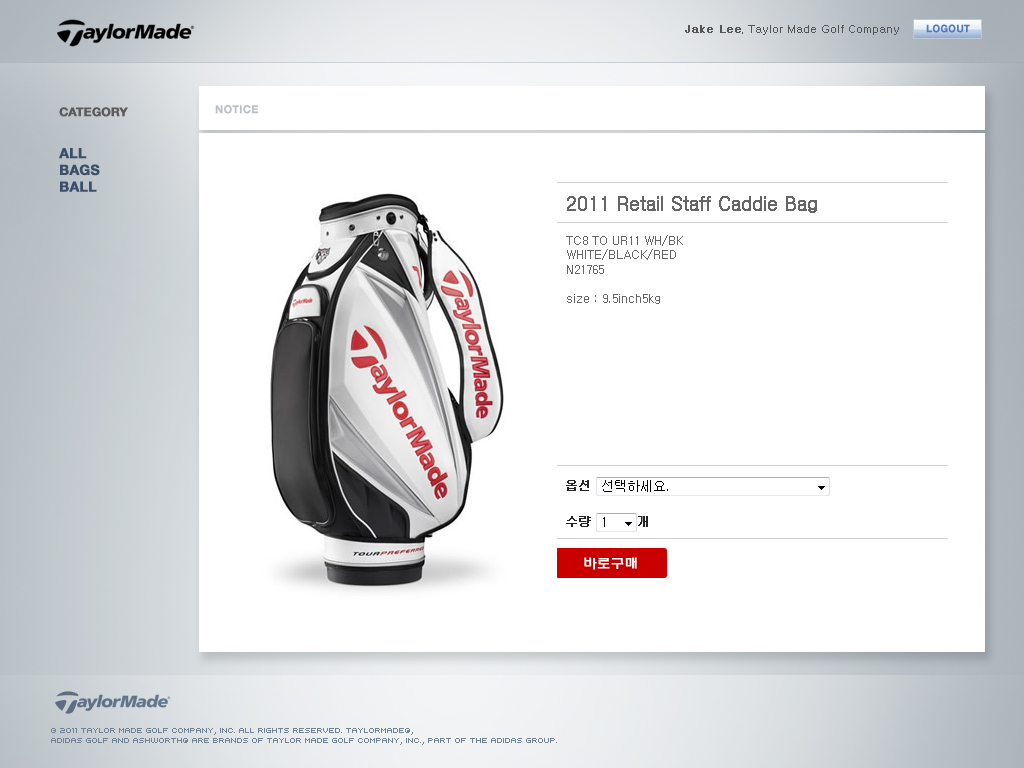 TaylorMade
Jake Lee, Taylor Made Golf Company
LOGOUT
CATEGORY
ALL
BAGS
BALL
NOTICE
2011 Retail Staff Caddie Bag
TC8 TO UR11 WH/BK
WHITE/BLACK/RED
N21765
size : 9.5inch5kg
TaylorMade
TaylorMade
TaylorMade
TOURPREFERRED
옵션 선택하세요.
수량 1 개
바로구매
TaylorMade
© 2011 TAYLOR MADE GOLF COMPANY, INC. ALL RIGHTS RESERVED. TAYLORMADE®,
ADIDAS GOLF AND ASHWORTH® ARE BRANDS OF TAYLOR MADE GOLF COMPANY, INC., PART OF THE ADIDAS GROUP.